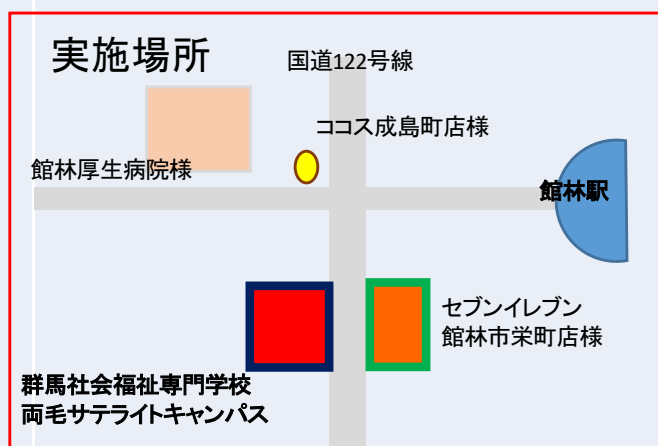 実施場所
国道122号線
ココス成島町店様
館林厚生病院様
館林駅
セブンイレブン
館林市栄町店様
群馬社会福祉専門学校
両毛サテライトキャンパス